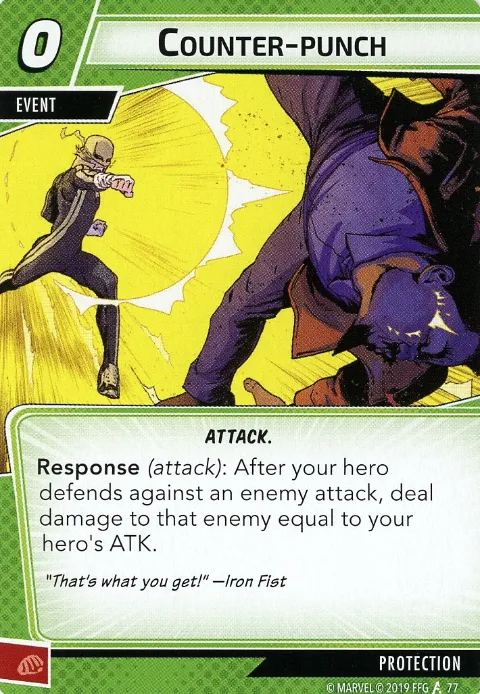 0
COUNTER-PUNCH
EVENT
ATTACK.
Response (attack): After your hero
defends against an enemy attack, deal
damage to that enemy equal to your
hero's ATK.
"That's what you get!" —Iron Fist
PROTECTION
© MARVEL © 2019 FFG 77